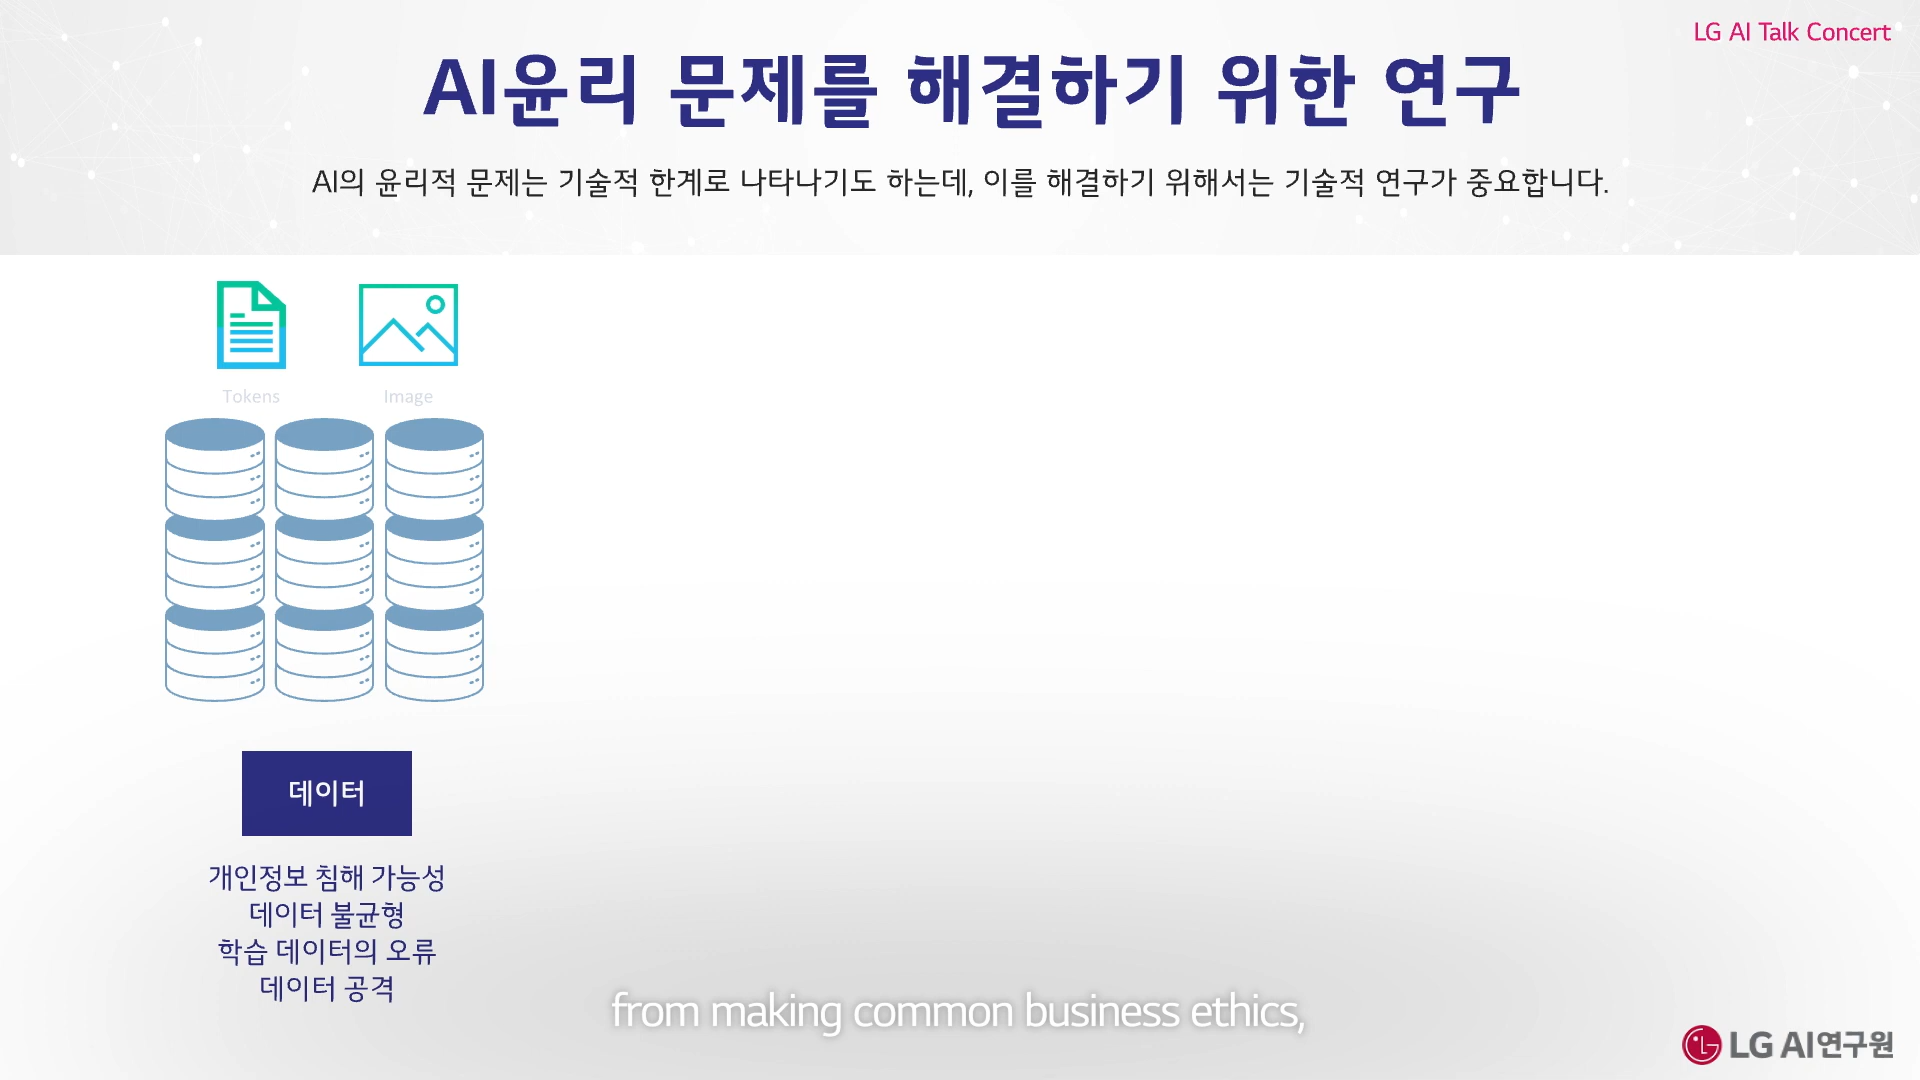 LG AI Talk Concert
AI윤리 문제를 해결하기 위한 연구
AI의 윤리적 문제는 기술적 한계로 나타나기도 하는데, 이를 해결하기 위해서는 기술적 연구가 중요합니다.
Tokens Image
데이터
개인정보 침해 가능성
데이터 불균형
학습 데이터의 오류
데이터 공격
from making common business ethics,
LG AI연구원